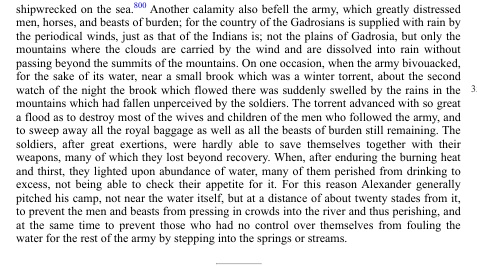 shipwrecked on the sea.800 Another calamity also befell the army, which greatly distressed
men, horses, and beasts of burden; for the country of the Gadrosians is supplied with rain by
the periodical winds, just as that of the Indians is; not the plains of Gadrosia, but only the
mountains where the clouds are carried by the wind and are dissolved into rain without
passing beyond the summits of the mountains. On one occasion, when the army bivouacked,
for the sake of its water, near a small brook which was a winter torrent, about the second
watch of the night the brook which flowed there was suddenly swelled by the rains in the
3
mountains which had fallen unperceived by the soldiers. The torrent advanced with so great
a flood as to destroy most of the wives and children of the men who followed the army, and
to sweep away all the royal baggage as well as all the beasts of burden still remaining. The
soldiers, after great exertions, were hardly able to save themselves together with their
weapons, many of which they lost beyond recovery. When, after enduring the burning heat
and thirst, they lighted upon abundance of water, many of them perished from drinking to
excess, not being able to check their appetite for it. For this reason Alexander generally
pitched his camp, not near the water itself, but at a distance of about twenty stades from it,
to prevent the men and beasts from pressing in crowds into the river and thus perishing, and
at the same time to prevent those who had no control over themselves from fouling the
water for the rest of the army by stepping into the springs or streams.